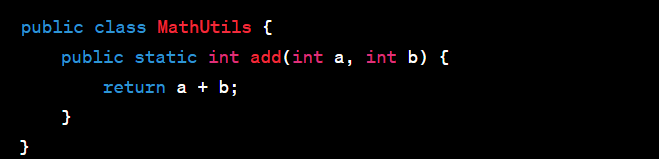 public class MathUtils {
    public static int add(int a, int b) {
        return a + b;
    }
}